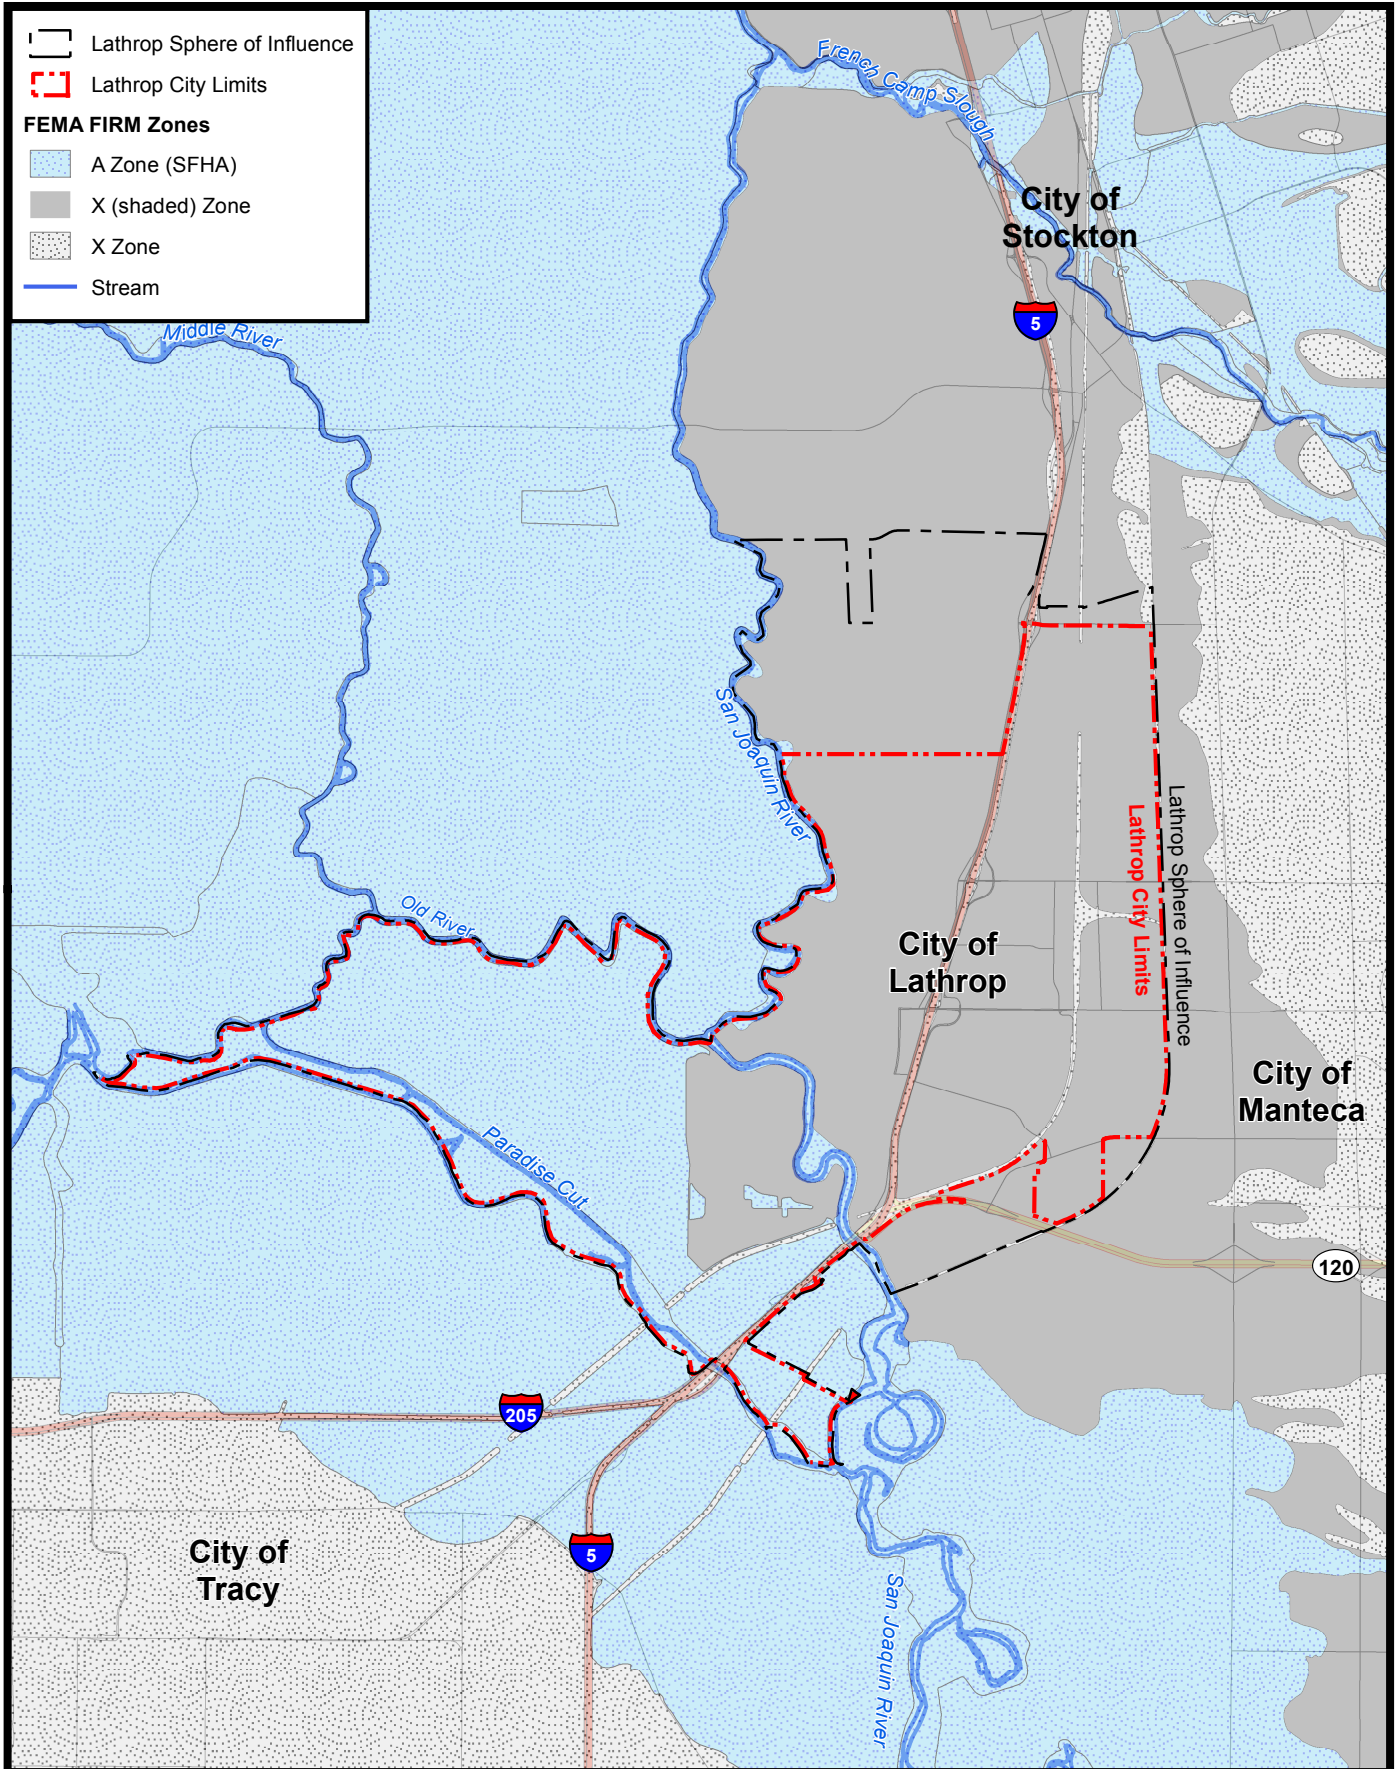 Lathrop Sphere of Influence
Lathrop City Limits
FEMA FIRM Zones
A Zone (SFHA)
X (shaded) Zone
X Zone
Stream
French Camp Slough
City of
Stockton
5
Middle River
San Joaquin River
Lathrop Sphere of Influence
Lathrop City Limits
Old River
City of
Lathrop
City of
Manteca
Paradise Cut
120
205
5
City of
Tracy
San Joaquin River